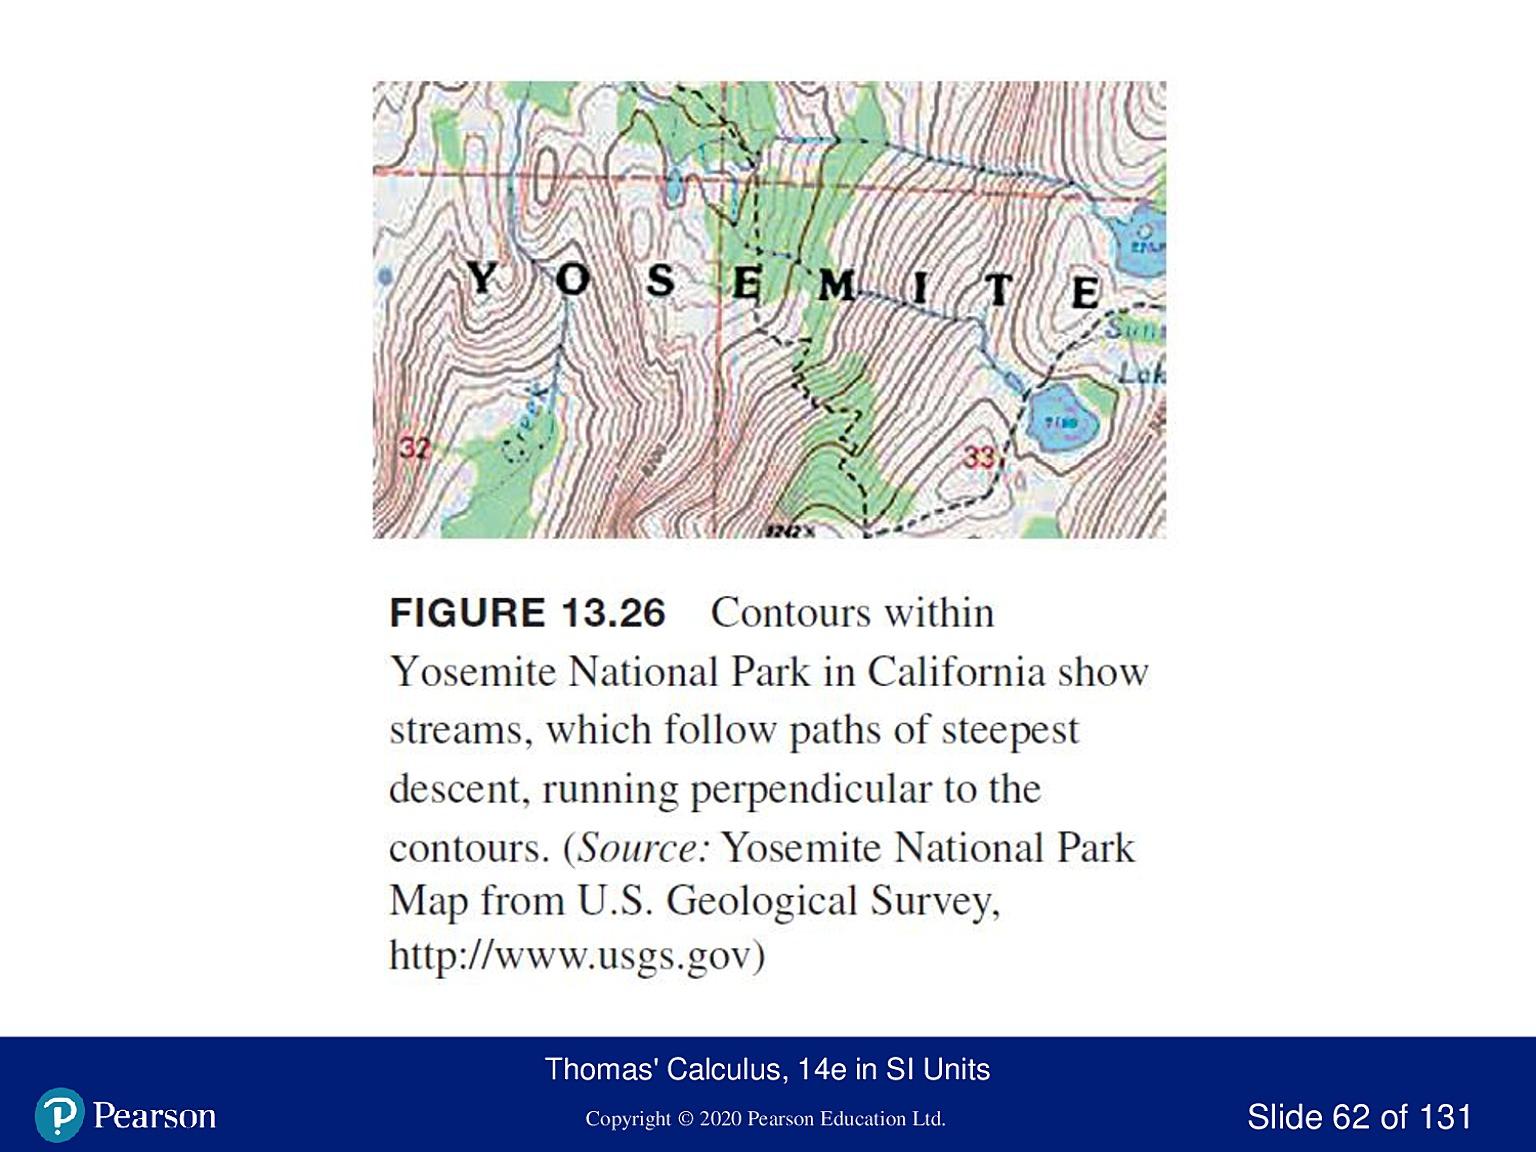 Y O S E M I T E
Suns
Lak
Creek
32
33
9242 X
FIGURE 13.26 Contours within
Yosemite National Park in California show
streams, which follow paths of steepest
descent, running perpendicular to the
contours. (Source: Yosemite National Park
Map from U.S. Geological Survey,
http://www.usgs.gov)
Thomas' Calculus, 14e in SI Units
Pearson
Copyright © 2020 Pearson Education Ltd.
Slide 62 of 131